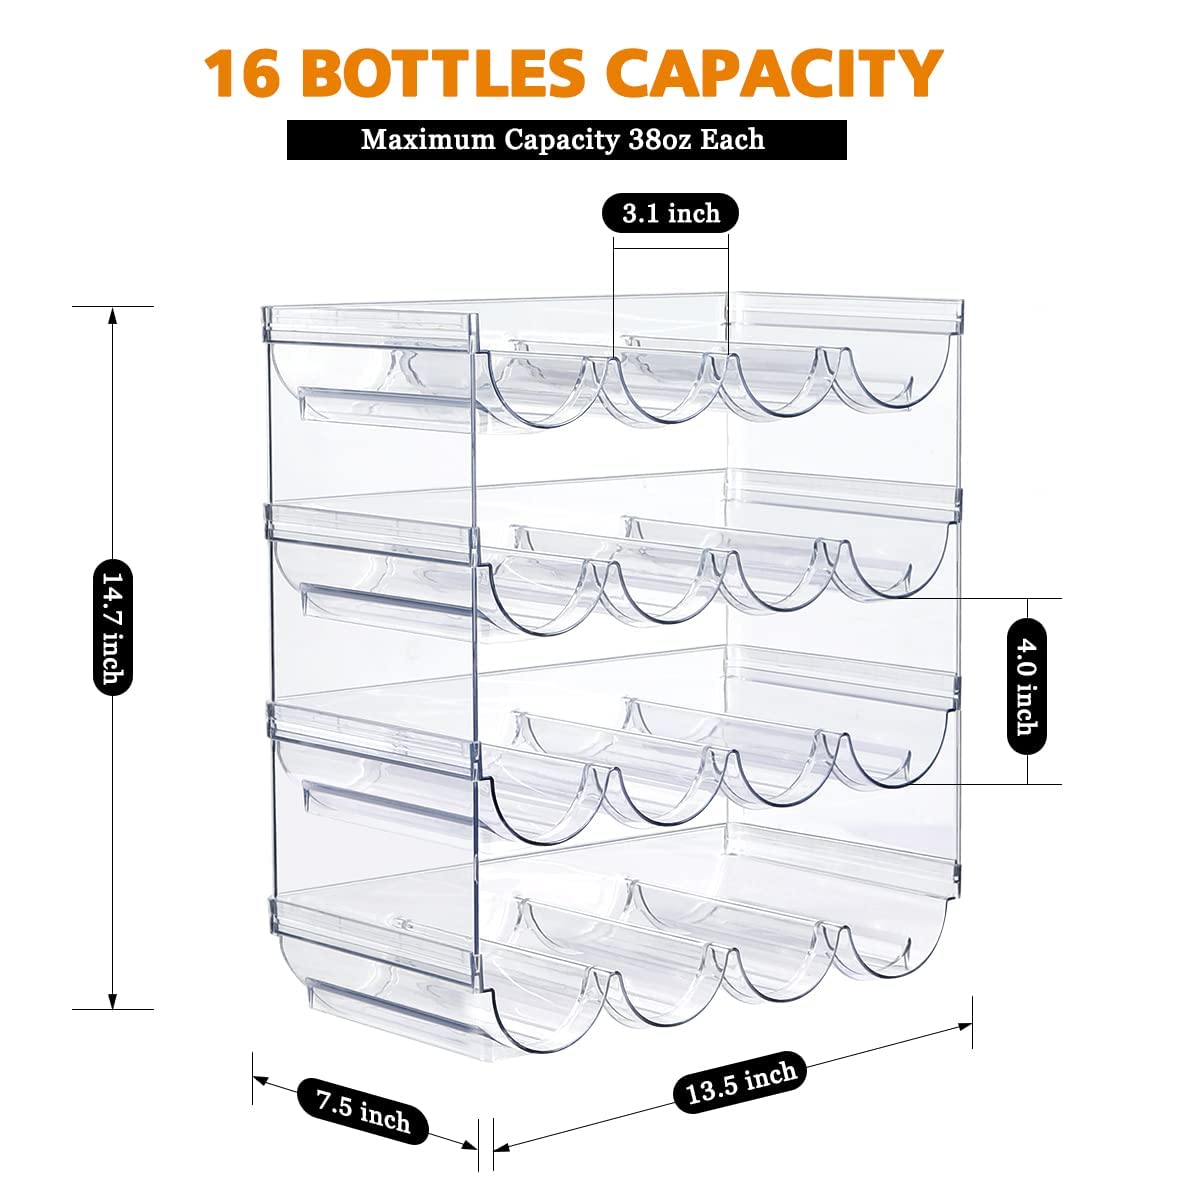 16 BOTTLES CAPACITY
Maximum Capacity 38oz Each
3.1 inch
14.7 inch
4.0 inch
7.5 inch
13.5 inch